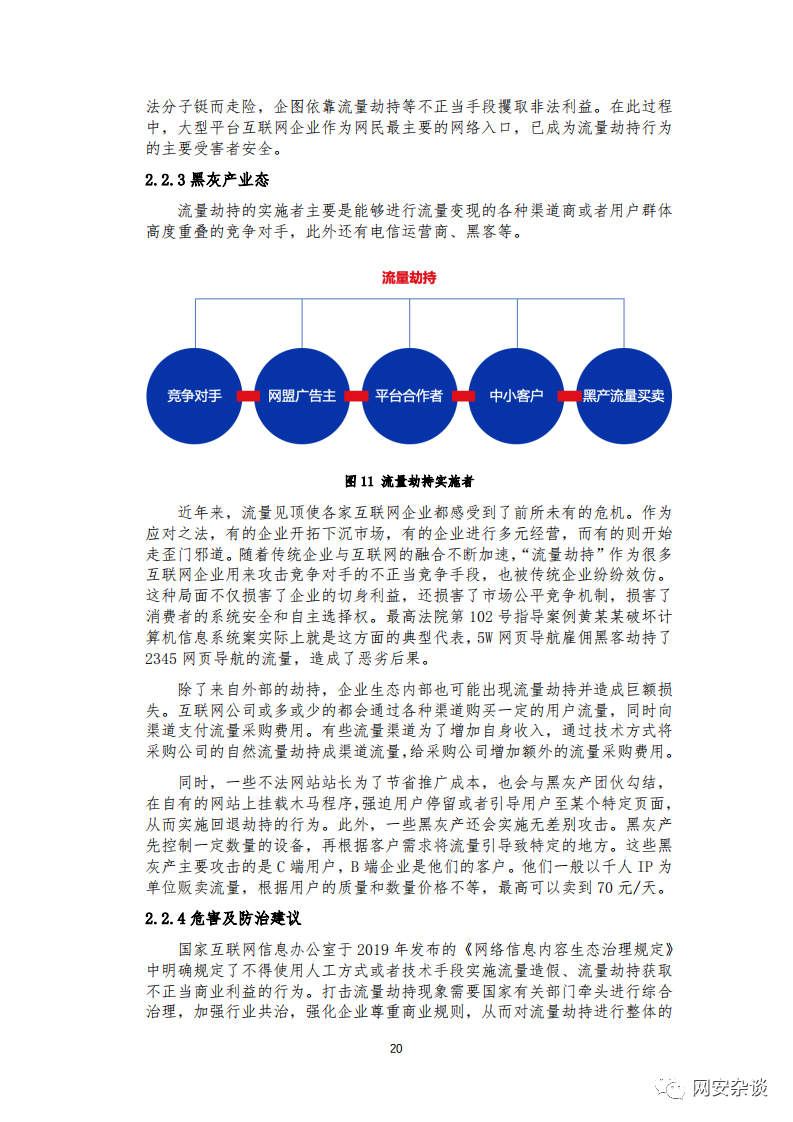 法分子铤而走险，企图依靠流量劫持等不正当手段攫取非法利益。在此过程
中，大型平台互联网企业作为网民最主要的网络入口，已成为流量劫持行为
的主要受害者安全。
2.2.3 黑灰产业态
流量劫持的实施者主要是能够进行流量变现的各种渠道商或者用户群体
高度重叠的竞争对手，此外还有电信运营商、黑客等。
流量劫持
竞争对手 网盟广告主 平台合作者 中小客户 黑产流量买卖
图 11 流量劫持实施者
近年来，流量见顶使各家互联网企业都感受到了前所未有的危机。作为
应对之法，有的企业开拓下沉市场，有的企业进行多元经营，而有的则开始
走歪门邪道。随着传统企业与互联网的融合不断加速，“流量劫持”作为很多
互联网企业用来攻击竞争对手的不正当竞争手段，也被传统企业纷纷效仿。
这种局面不仅损害了企业的切身利益，还损害了市场公平竞争机制，损害了
消费者的系统安全和自主选择权。最高法院第 102 号指导案例黄某某破坏计
算机信息系统案实际上就是这方面的典型代表，5W 网页导航雇佣黑客劫持了
2345 网页导航的流量，造成了恶劣后果。
除了来自外部的劫持，企业生态内部也可能出现流量劫持并造成巨额损
失。互联网公司或多或少的都会通过各种渠道购买一定的用户流量，同时向
渠道支付流量采购费用。有些流量渠道为了增加自身收入，通过技术方式将
采购公司的自然流量劫持成渠道流量，给采购公司增加额外的流量采购费用。
同时，一些不法网站站长为了节省推广成本，也会与黑灰产团伙勾结，
在自有的网站上挂载木马程序，强迫用户停留或者引导用户至某个特定页面，
从而实施回退劫持的行为。此外，一些黑灰产还会实施无差别攻击。黑灰产
先控制一定数量的设备，再根据客户需求将流量引导致特定的地方。这些黑
灰产主要攻击的是 C 端用户，B 端企业是他们的客户。他们一般以千人 IP 为
单位贩卖流量，根据用户的质量和数量价格不等，最高可以卖到 70 元/天。
2.2.4 危害及防治建议
国家互联网信息办公室于 2019 年发布的《网络信息内容生态治理规定》
中明确规定了不得使用人工方式或者技术手段实施流量造假、流量劫持获取
不正当商业利益的行为。打击流量劫持现象需要国家有关部门牵头进行综合
治理，加强行业共治，强化企业尊重商业规则，从而对流量劫持进行整体的
20
网安杂谈